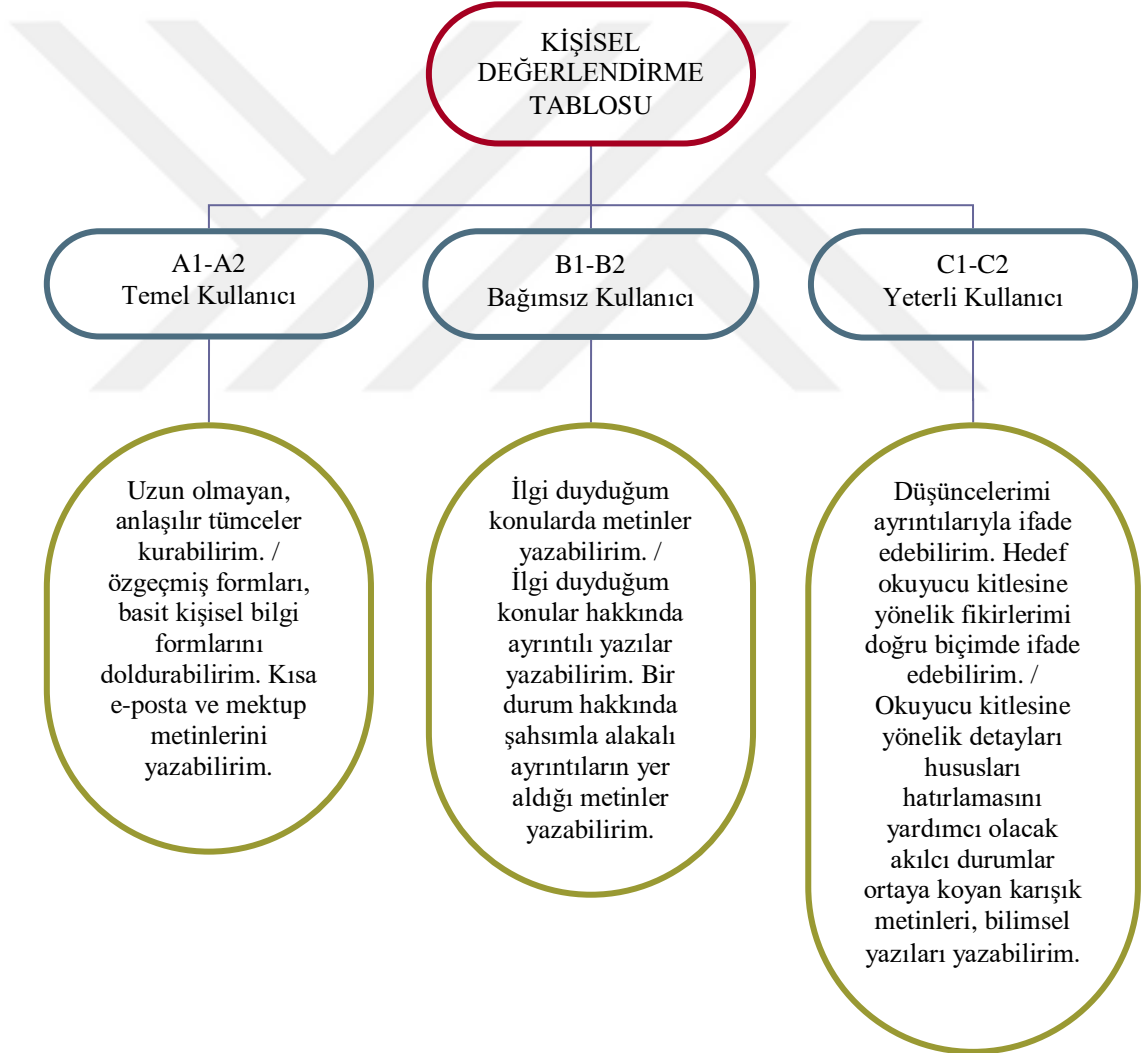 KİŞİSEL
DEĞERLENDİRME
TABLOSU
A1-A2
Temel Kullanıcı
B1-B2
Bağımsız Kullanıcı
C1-C2
Yeterli Kullanıcı
Uzun olmayan,
anlaşılır tümceler
kurabilirim. /
özgeçmiş formları,
basit kişisel bilgi
formlarını
doldurabilirim. Kısa
e-posta ve mektup
metinlerini
yazabilirim.
İlgi duyduğum
konularda metinler
yazabilirim. /
İlgi duyduğum
konular hakkında
ayrıntılı yazılar
yazabilirim. Bir
durum hakkında
şahsımla alakalı
ayrıntıların yer
aldığı metinler
yazabilirim.
Düşüncelerimi
ayrıntılarıyla ifade
edebilirim. Hedef
okuyucu kitlesine
yönelik fikirlerimi
doğru biçimde ifade
edebilirim. /
Okuyucu kitlesine
yönelik detayları
hususları
hatırlamasını
yardımcı olacak
akılcı durumlar
ortaya koyan karışık
metinleri, bilimsel
yazıları yazabilirim.